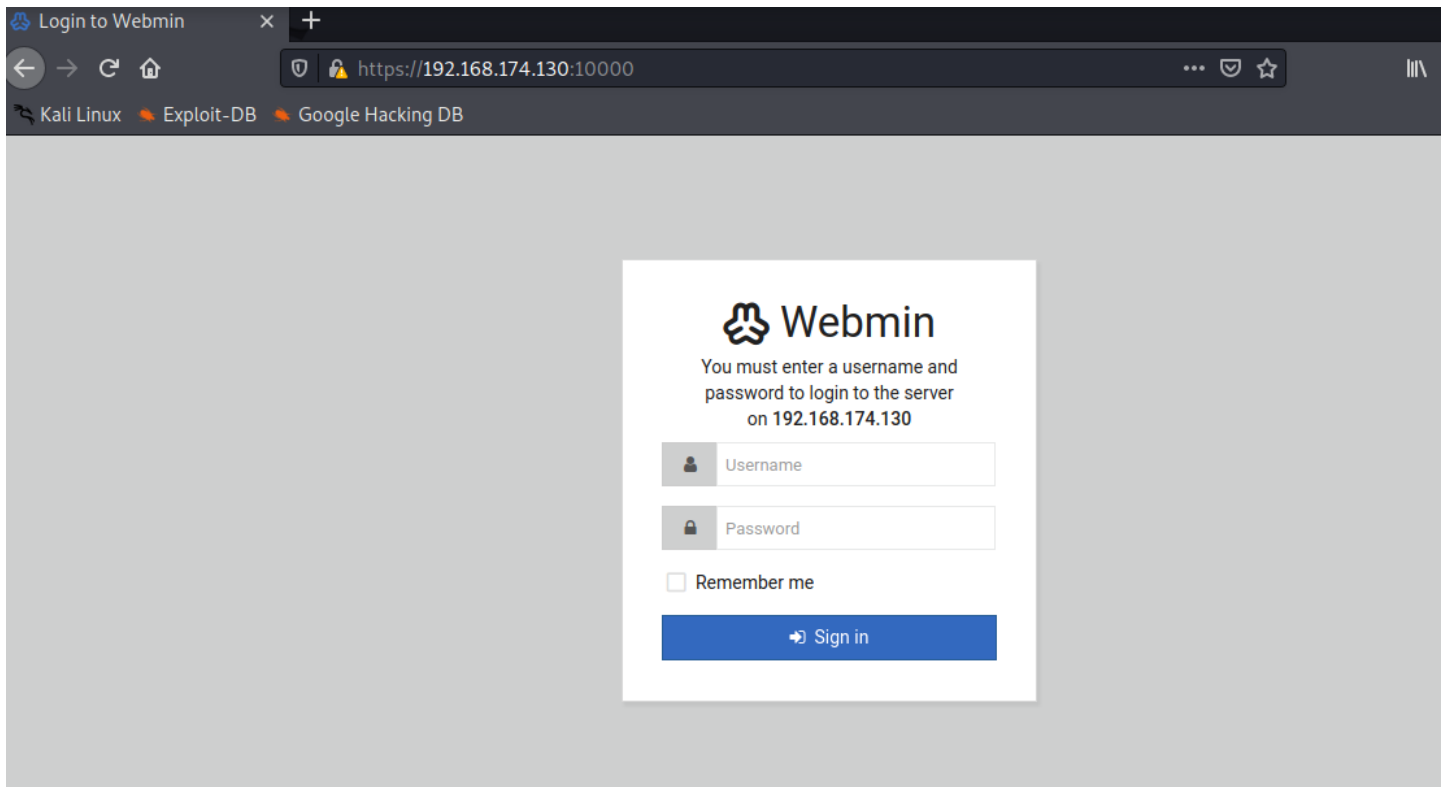 Login to Webmin
https://192.168.174.130:10000
Kali Linux Exploit-DB Google Hacking DB
Webmin
You must enter a username and
password to login to the server
on 192.168.174.130
Username
Password
Remember me
Sign in